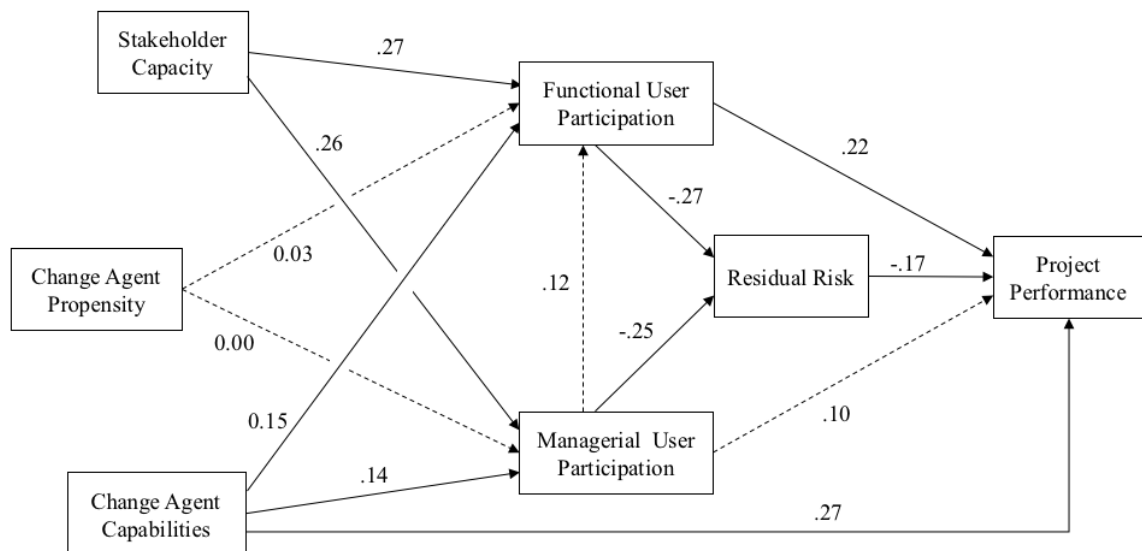 Stakeholder
Capacity
.27
Functional User
Participation
.26
.22
-.27
0.03
Change Agent
Propensity
.12
Residual Risk
-.17
Project
Performance
0.00
-.25
0.15
.10
Managerial User
Participation
.14
Change Agent
Capabilities
.27